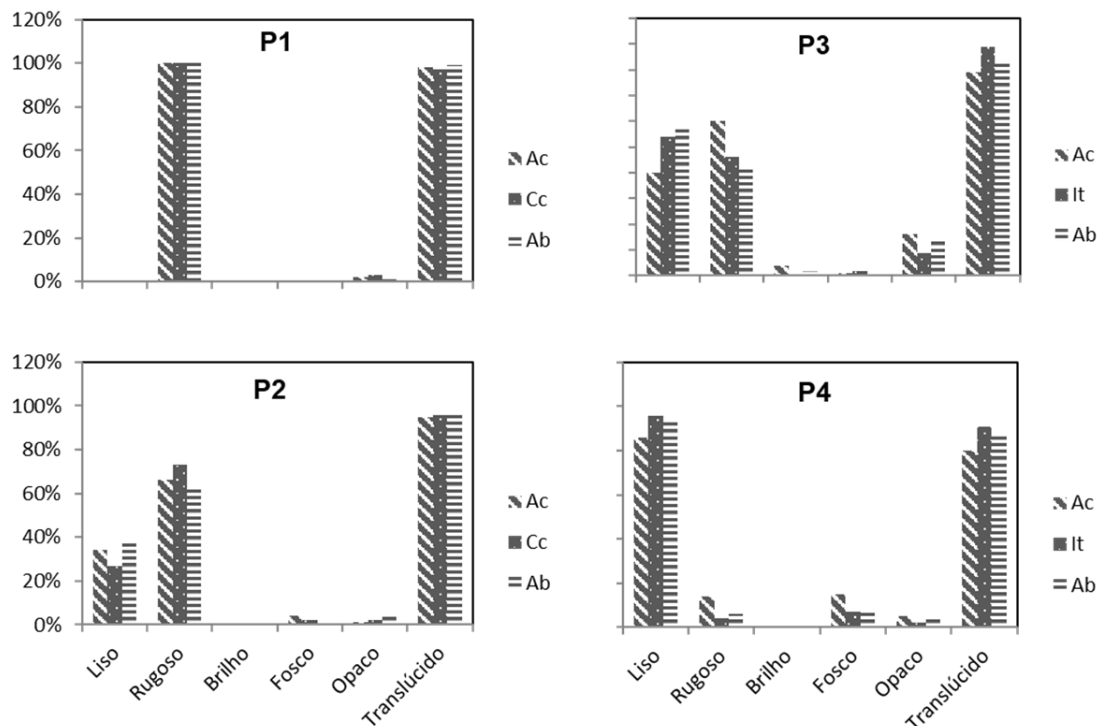 P1
120%
100%
80%
60%
40%
20%
0%
Ac
Cc
Ab
P3
Ac
It
Ab
P2
120%
100%
80%
60%
40%
20%
0%
Liso
Rugoso
Brilho
Fosco
Opaco
Translúcido
Ac
Cc
Ab
P4
Liso
Rugoso
Brilho
Fosco
Opaco
Translúcido
Ac
It
Ab